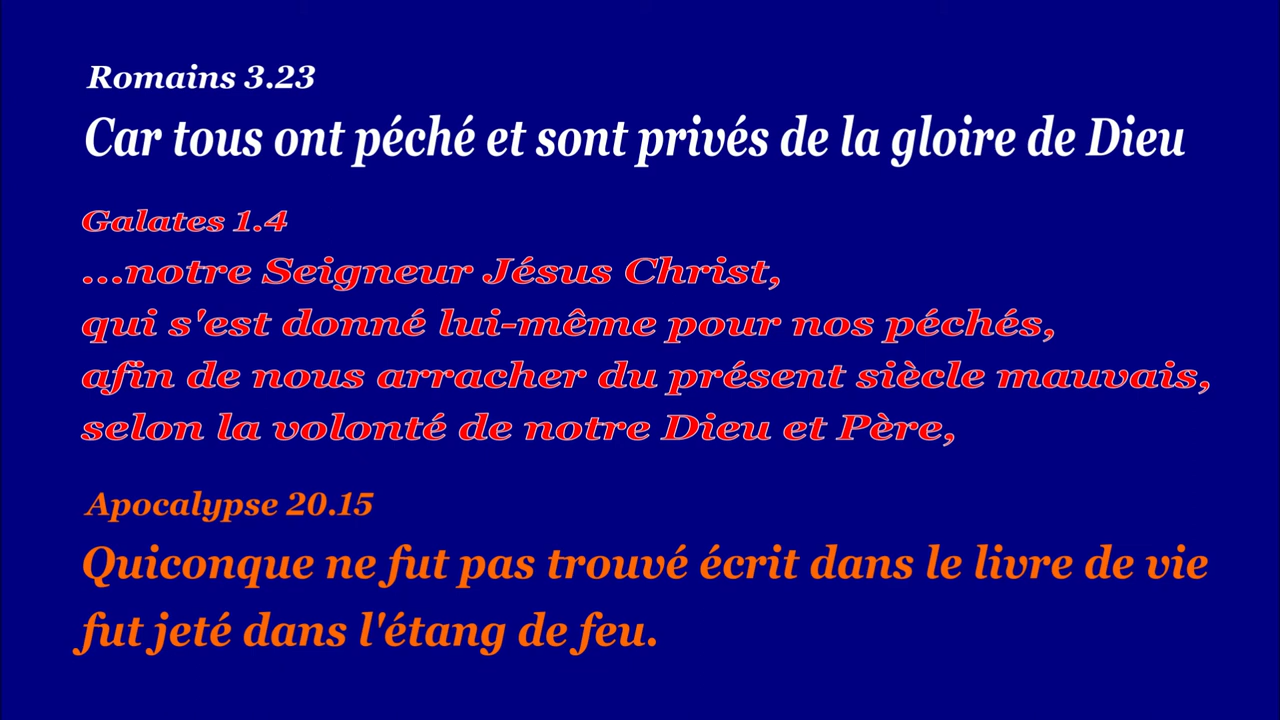 Romains 3.23
Car tous ont péché et sont privés de la gloire de Dieu
Galates 1.4
...notre Seigneur Jésus Christ,
qui s'est donné lui-même pour nos péchés,
afin de nous arracher du présent siècle mauvais,
selon la volonté de notre Dieu et Père,
Apocalypse 20.15
Quiconque ne fut pas trouvé écrit dans le livre de vie
fut jeté dans l'étang de feu.